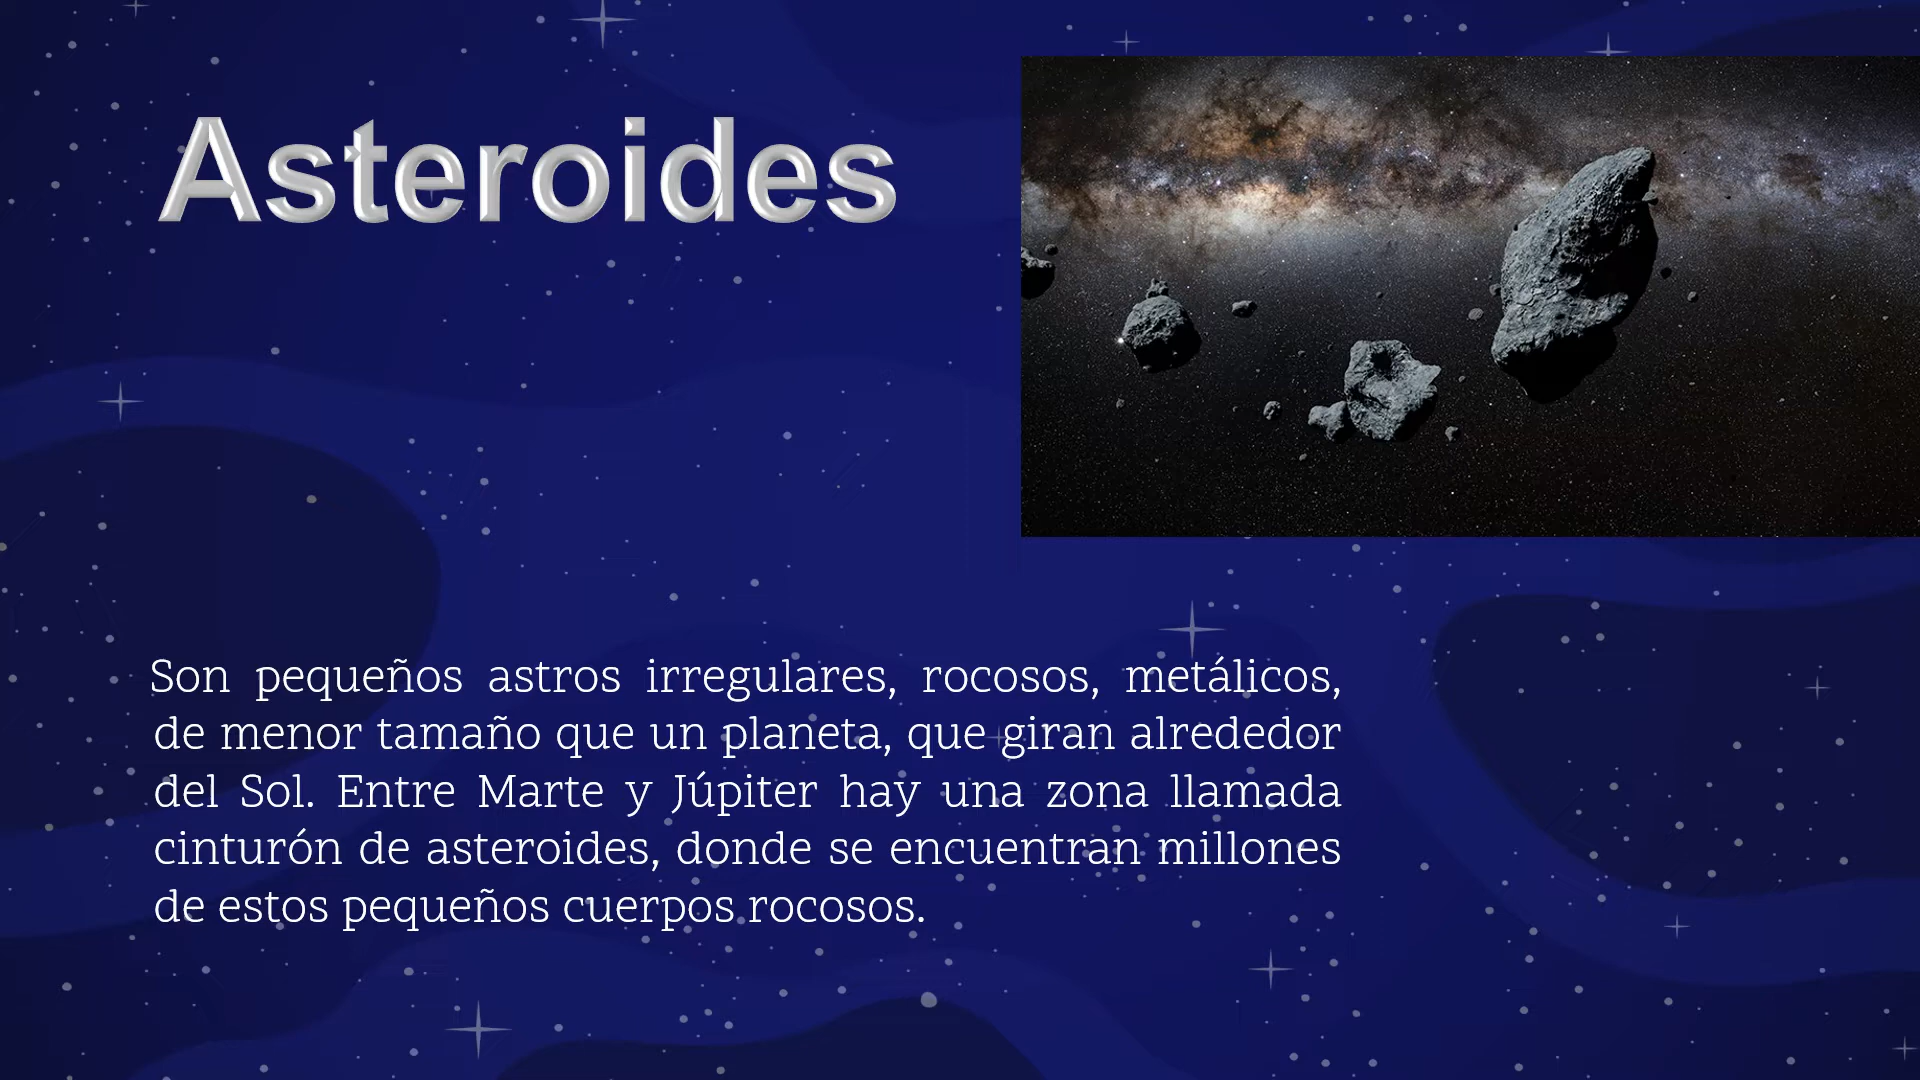 Asteroides
Son pequeños astros irregulares, rocosos, metálicos,
de menor tamaño que un planeta, que giran alrededor
del Sol. Entre Marte y Júpiter hay una zona llamada
cinturón de asteroides, donde se encuentran millones
de estos pequeños cuerpos rocosos.